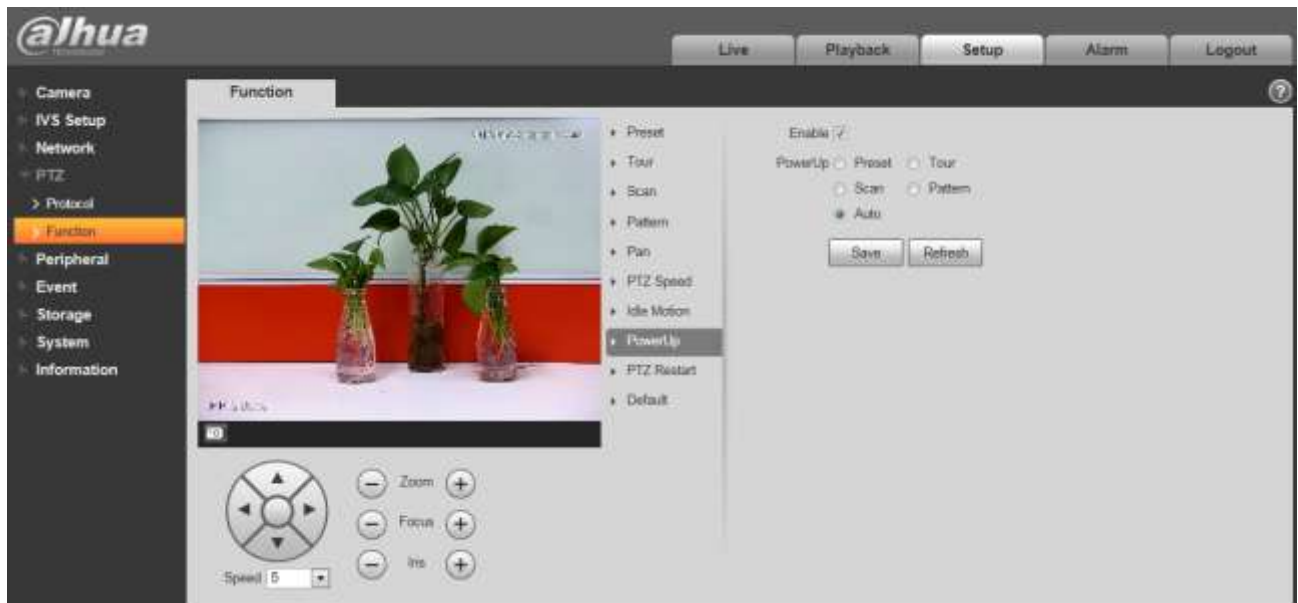 alhua
TECHNOLOGY
Live Playback Setup Alarm Logout
Camera
IVS Setup
Network
PTZ
Protocol
Function
Peripheral
Event
Storage
System
Information
Function
?
Preset
Tour
Scan
Pattern
Pan
PTZ Speed
Idle Motion
PowerUp
PTZ Restart
Default
Enable
PowerUp Preset Tour
Scan Pattern
Auto
Save Refresh
Zoom
Focus
Iris
Speed 5